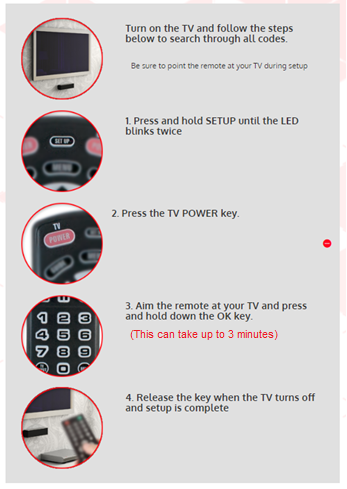 Turn on the TV and follow the steps
below to search through all codes.
Be sure to point the remote at your TV during setup
1. Press and hold SETUP until the LED
blinks twice
SET UP
2. Press the TV POWER key.
TV
POWER
3. Aim the remote at your TV and press
and hold down the OK key.
(This can take up to 3 minutes)
1 2 3
4 5 6
7 8 9
0
4. Release the key when the TV turns off
and setup is complete